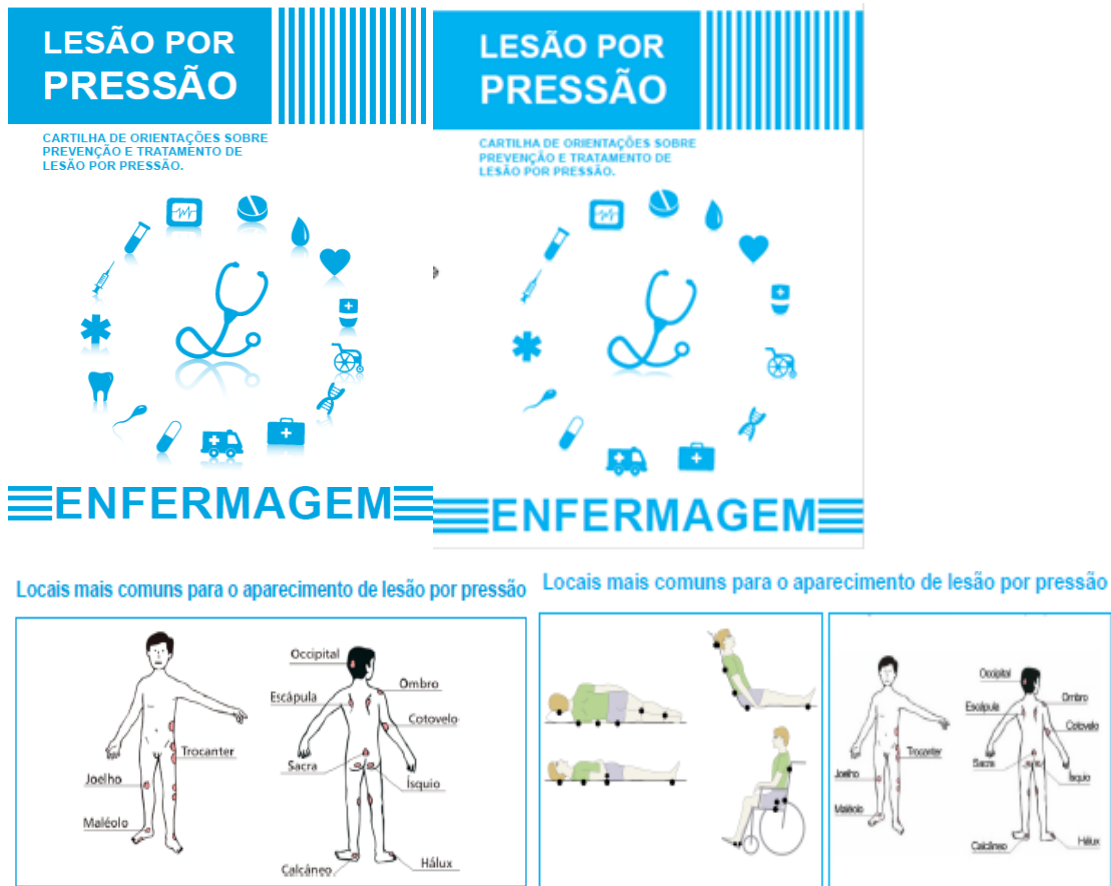 LESÃO POR
PRESSÃO
CARTILHA DE ORIENTAÇÕES SOBRE
PREVENÇÃO E TRATAMENTO DE
LESÃO POR PRESSÃO.
ENFERMAGEM
LESÃO POR
PRESSÃO
CARTILHA DE ORIENTAÇÕES SOBRE
PREVENÇÃO E TRATAMENTO DE
LESÃO POR PRESSÃO.
ENFERMAGEM
Locais mais comuns para o aparecimento de lesão por pressão
Occipital
Ombro
Escápula
Cotovelo
Trocanter
Sacra
Ísquio
Joelho
Maléolo
Calcâneo
Hálux
Locais mais comuns para o aparecimento de lesão por pressão
Occipital
Ombro
Escápula
Cotovelo
Trocanter
Sacra
Ísquio
Joelho
Maléolo
Calcâneo
Hálux